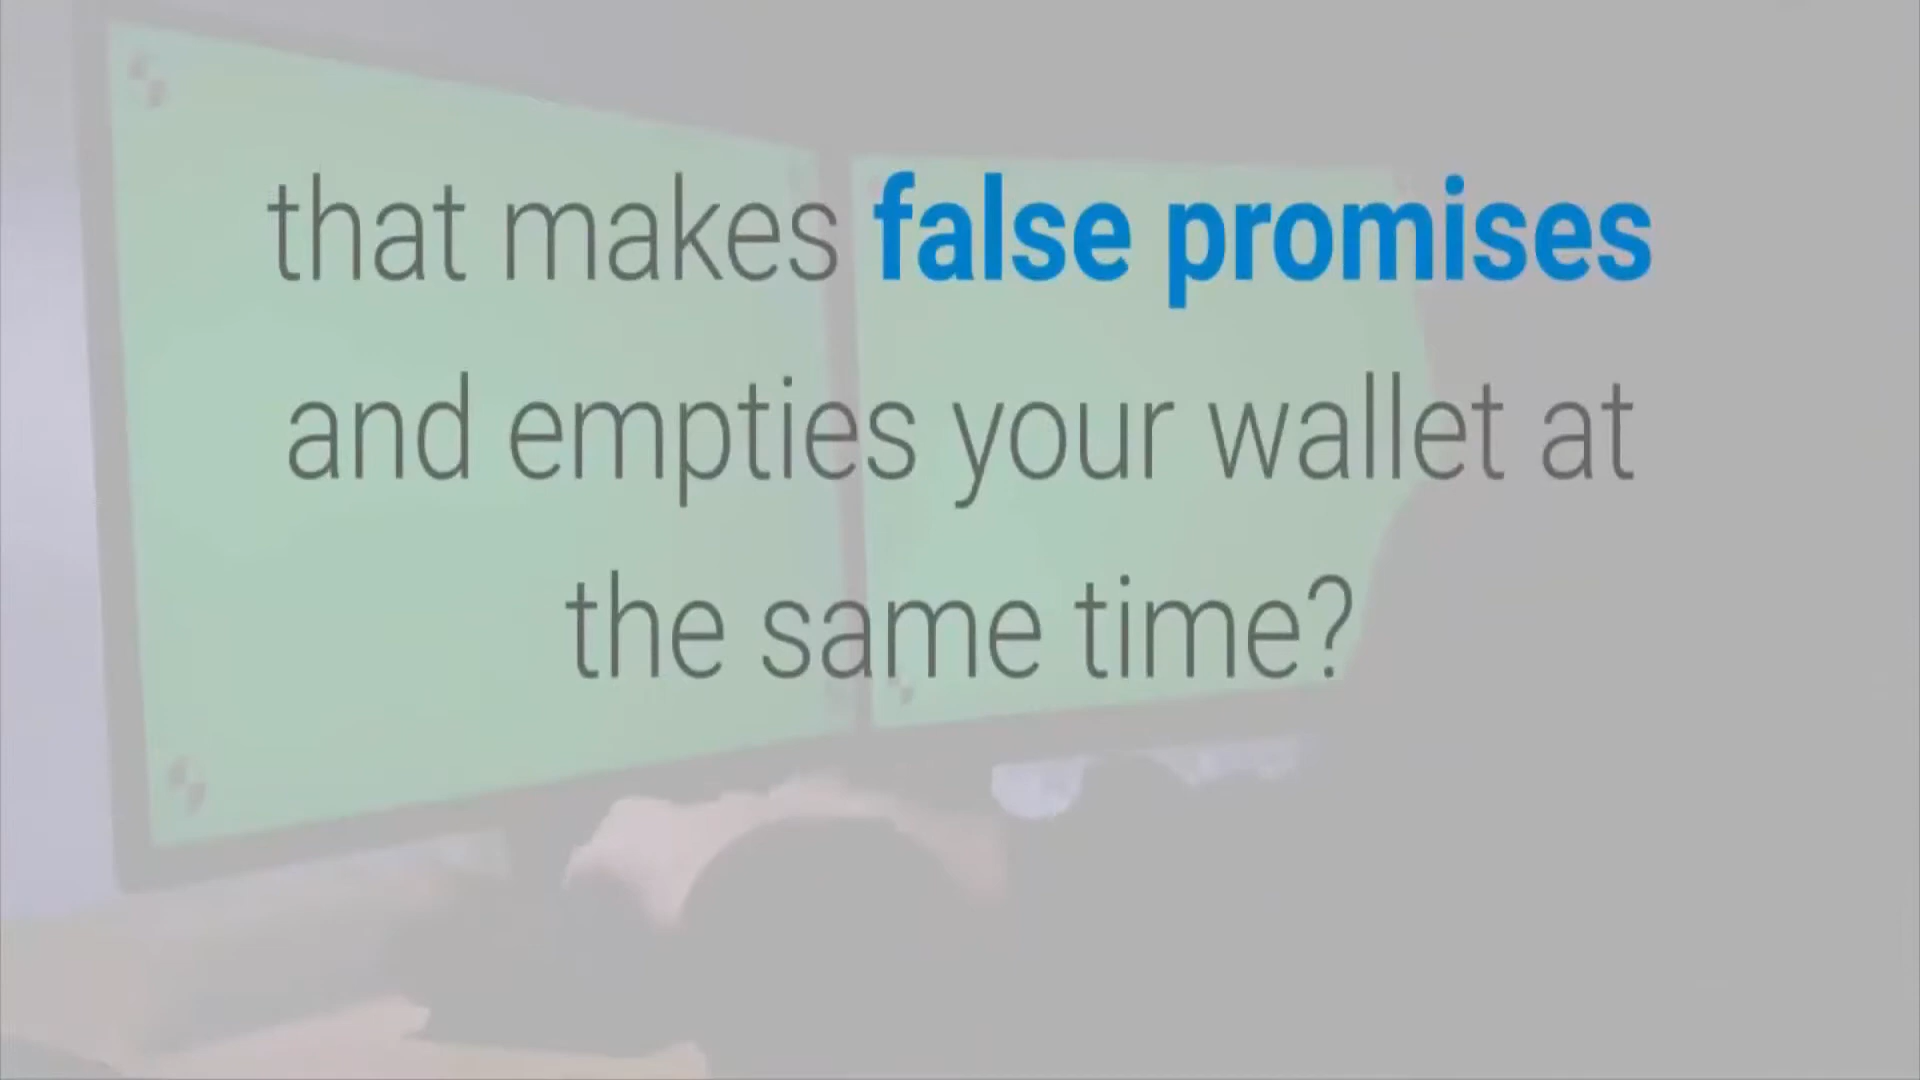 that makes false promises
and empties your wallet at
the same time?